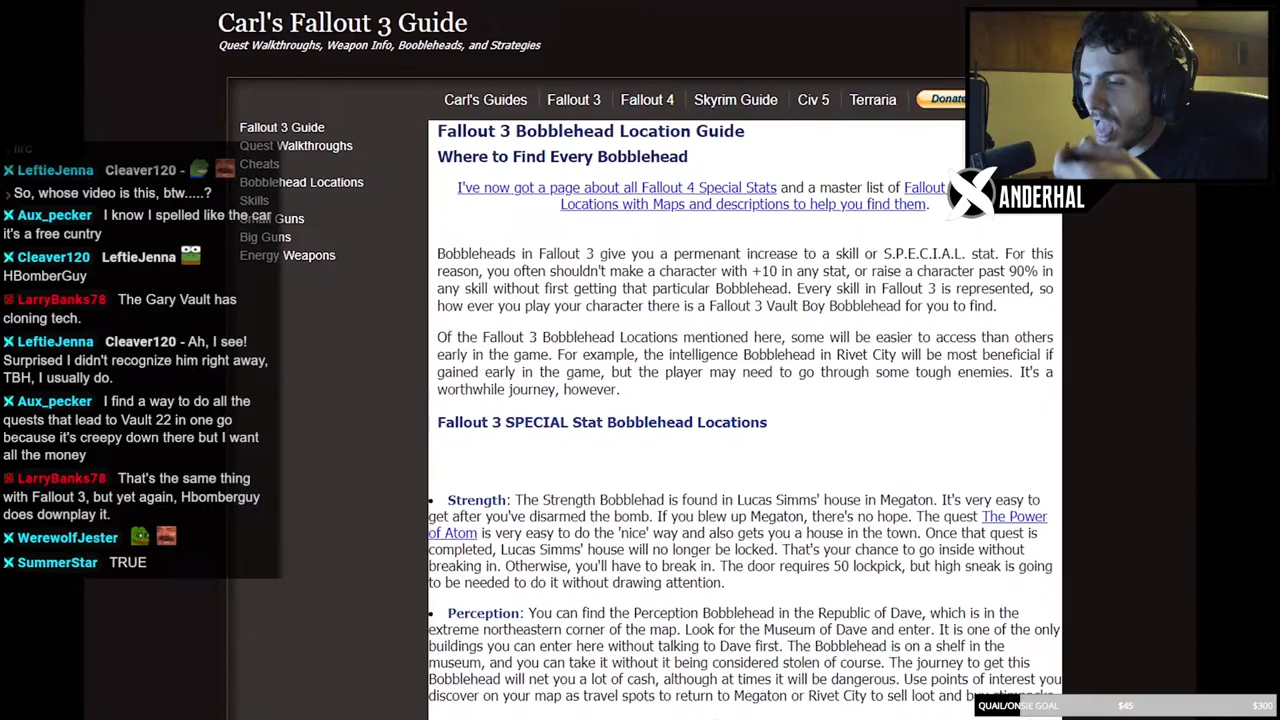 Carl's Fallout 3 Guide
Quest Walkthroughs, Weapon Info, Boobleheads, and Strategies
Carl's Guides Fallout 3 Fallout 4 Skyrim Guide Civ 5 Terraria Donate
Fallout 3 Guide
Quest Walkthroughs
Cheats
Bobblehead Locations
Skills
Small Guns
Big Guns
Energy Weapons
LeftieJenna Cleaver120 -
So, whose video is this, btw.....?
Aux_pecker I know I spelled like the car
it's a free cuntry
Cleaver120 LeftieJenna
HBomberGuy
LarryBanks78 The Gary Vault has
cloning tech.
LeftieJenna Cleaver120 - Ah, I see!
Surprised I didn't recognize him right away,
TBH, I usually do.
Aux_pecker I find a way to do all the
quests that lead to Vault 22 in one go
because it's creepy down there but I want
all the money
LarryBanks78 That's the same thing
with Fallout 3, but yet again, Hbomberguy
does downplay it.
WerewolfJester
SummerStar TRUE
Fallout 3 Bobblehead Location Guide
Where to Find Every Bobblehead
I've now got a page about all Fallout 4 Special Stats and a master list of Fallout
Locations with Maps and descriptions to help you find them.
Bobbleheads in Fallout 3 give you a permenant increase to a skill or S.P.E.C.I.A.L. stat. For this
reason, you often shouldn't make a character with +10 in any stat, or raise a character past 90% in
any skill without first getting that particular Bobblehead. Every skill in Fallout 3 is represented, so
how ever you play your character there is a Fallout 3 Vault Boy Bobblehead for you to find.
Of the Fallout 3 Bobblehead Locations mentioned here, some will be easier to access than others
early in the game. For example, the intelligence Bobblehead in Rivet City will be most beneficial if
gained early in the game, but the player may need to go through some tough enemies. It's a
worthwhile journey, however.
Fallout 3 SPECIAL Stat Bobblehead Locations
• Strength: The Strength Bobblehad is found in Lucas Simms' house in Megaton. It's very easy to
get after you've disarmed the bomb. If you blew up Megaton, there's no hope. The quest The Power
of Atom is very easy to do the 'nice' way and also gets you a house in the town. Once that quest is
completed, Lucas Simms' house will no longer be locked. That's your chance to go inside without
breaking in. Otherwise, you'll have to break in. The door requires 50 lockpick, but high sneak is going
to be needed to do it without drawing attention.
• Perception: You can find the Perception Bobblehead in the Republic of Dave, which is in the
extreme northeastern corner of the map. Look for the Museum of Dave and enter. It is one of the only
buildings you can enter here without talking to Dave first. The Bobblehead is on a shelf in the
museum, and you can take it without it being considered stolen of course. The journey to get this
Bobblehead will net you a lot of cash, although at times it will be dangerous. Use points of interest you
discover on your map as travel spots to return to Megaton or Rivet City to sell loot and
ANDERHAL
QUAIL/ONSIE GOAL $45 $300